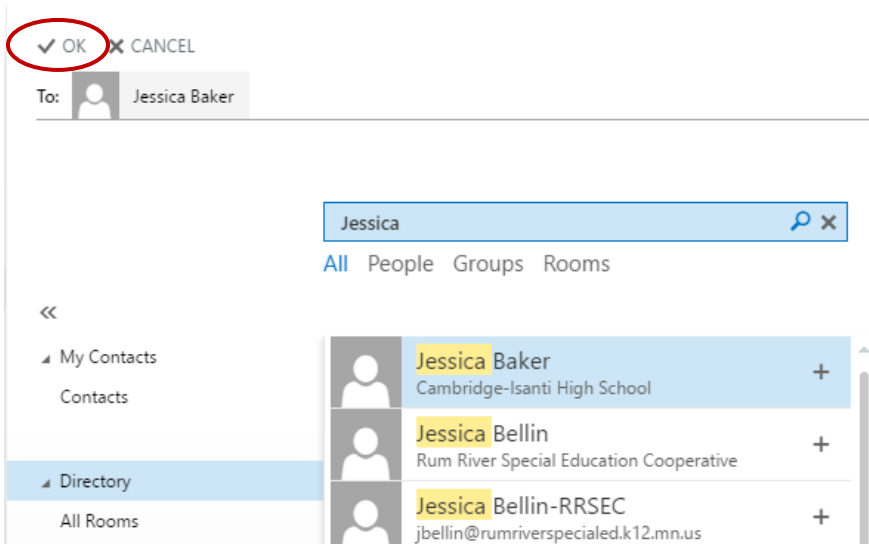 OK CANCEL
To: Jessica Baker
Jessica
All People Groups Rooms
My Contacts
Contacts
Directory
All Rooms
Jessica Baker
Cambridge-Isanti High School
Jessica Bellin
Rum River Special Education Cooperative
Jessica Bellin-RRSEC
jbellin@rumriverspecialed.k12.mn.us